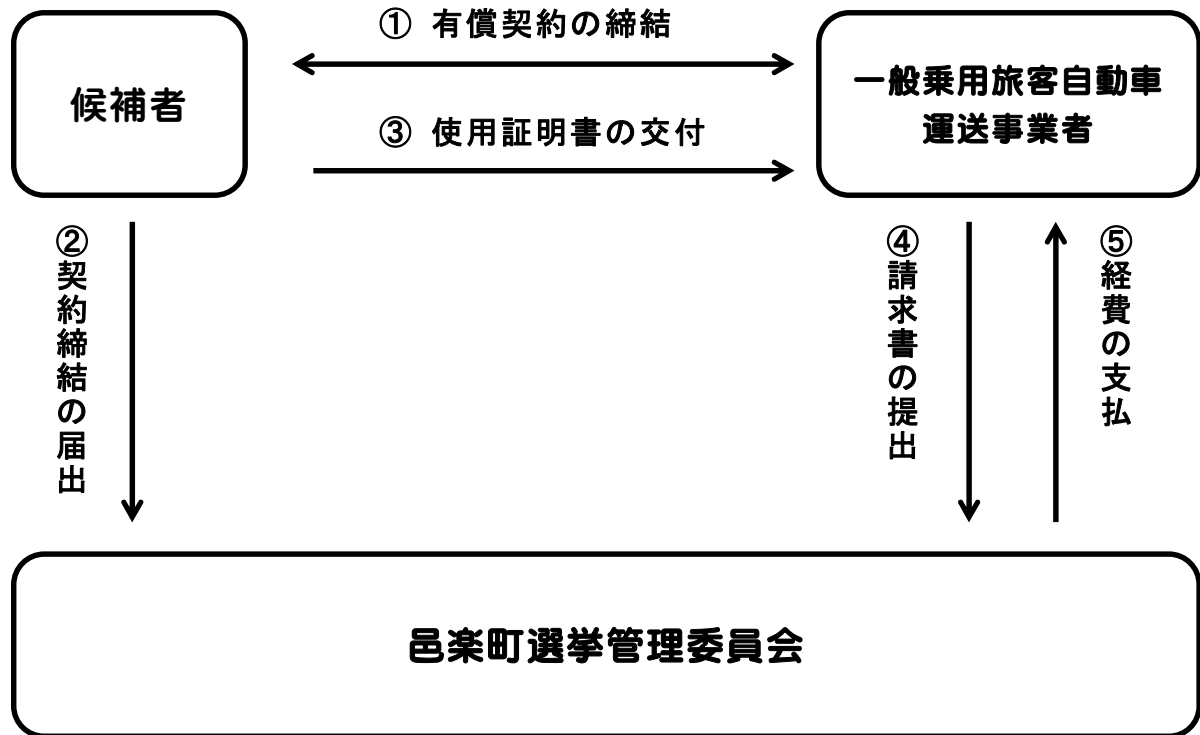 ① 有償契約の締結
候補者
一般乗用旅客自動車
運送事業者
③ 使用証明書の交付
②契約締結の届出
④請求書の提出
⑤経費の支払
邑楽町選挙管理委員会